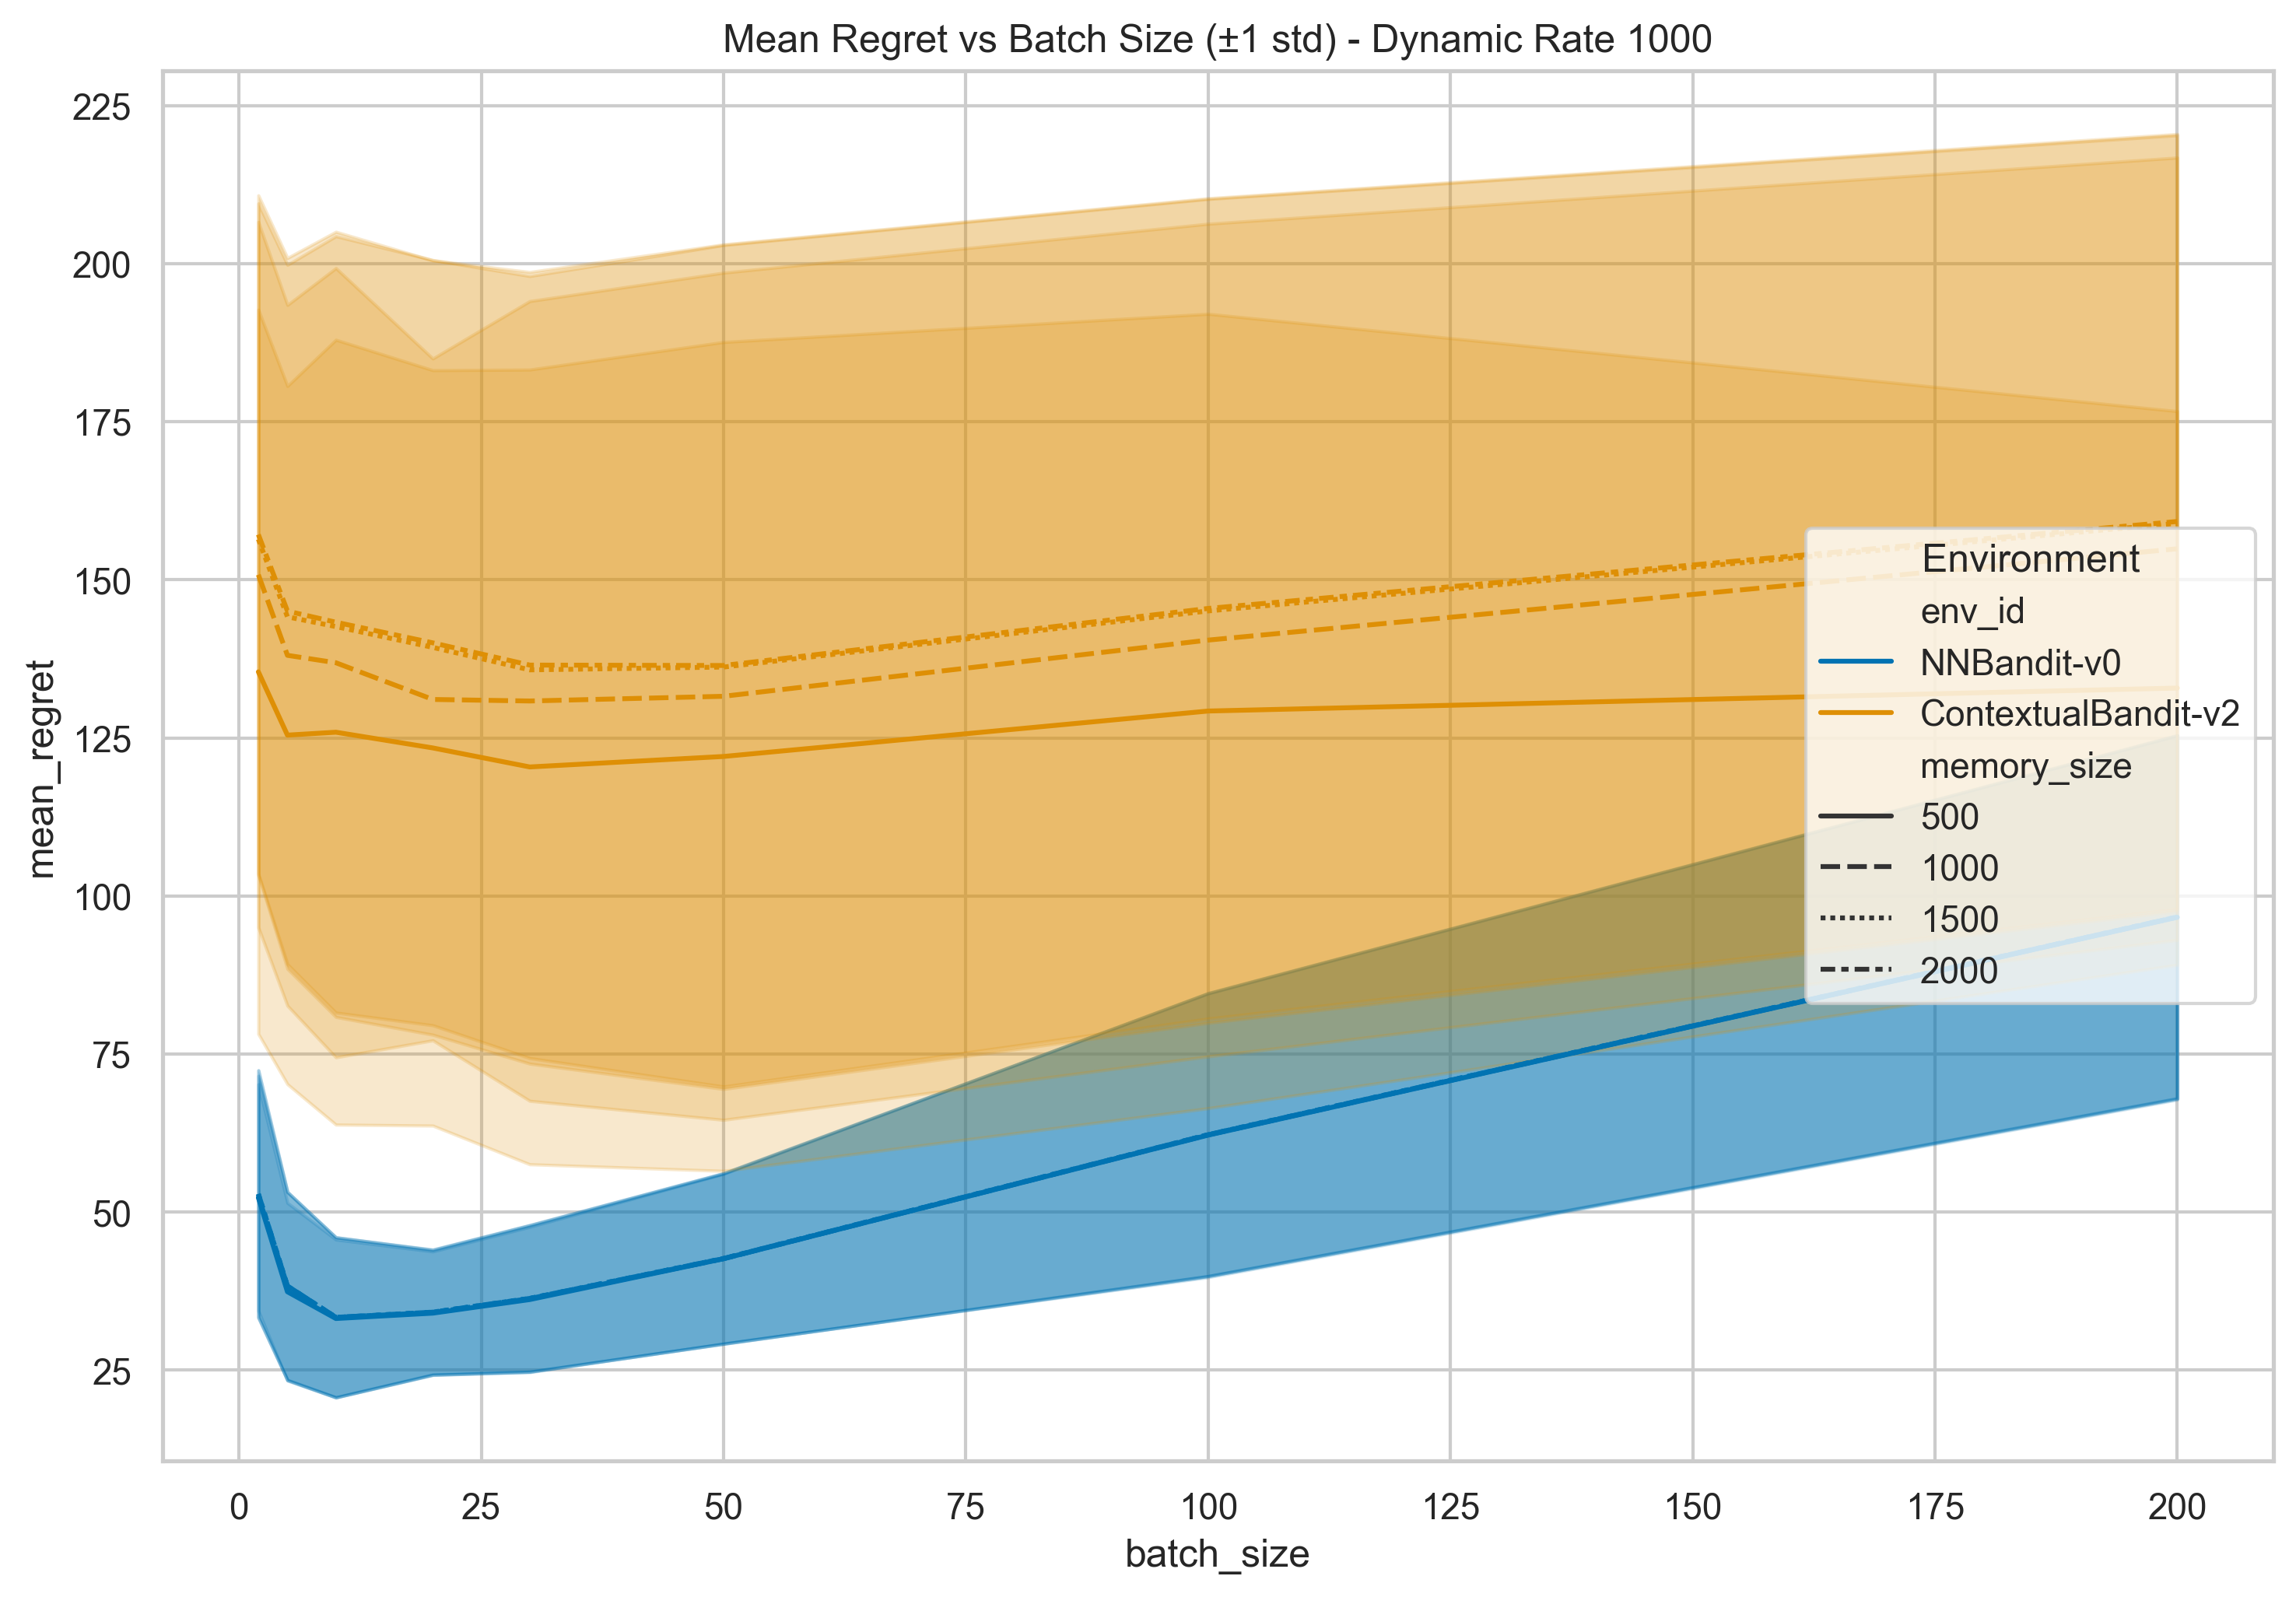 Mean Regret vs Batch Size (±1 std) - Dynamic Rate 1000
mean_regret
225
200
175
150
125
100
75
50
25
0 25 50 75 100 125 150 175 200
batch_size
Environment
env_id
NNBandit-v0
ContextualBandit-v2
memory_size
500
1000
1500
2000